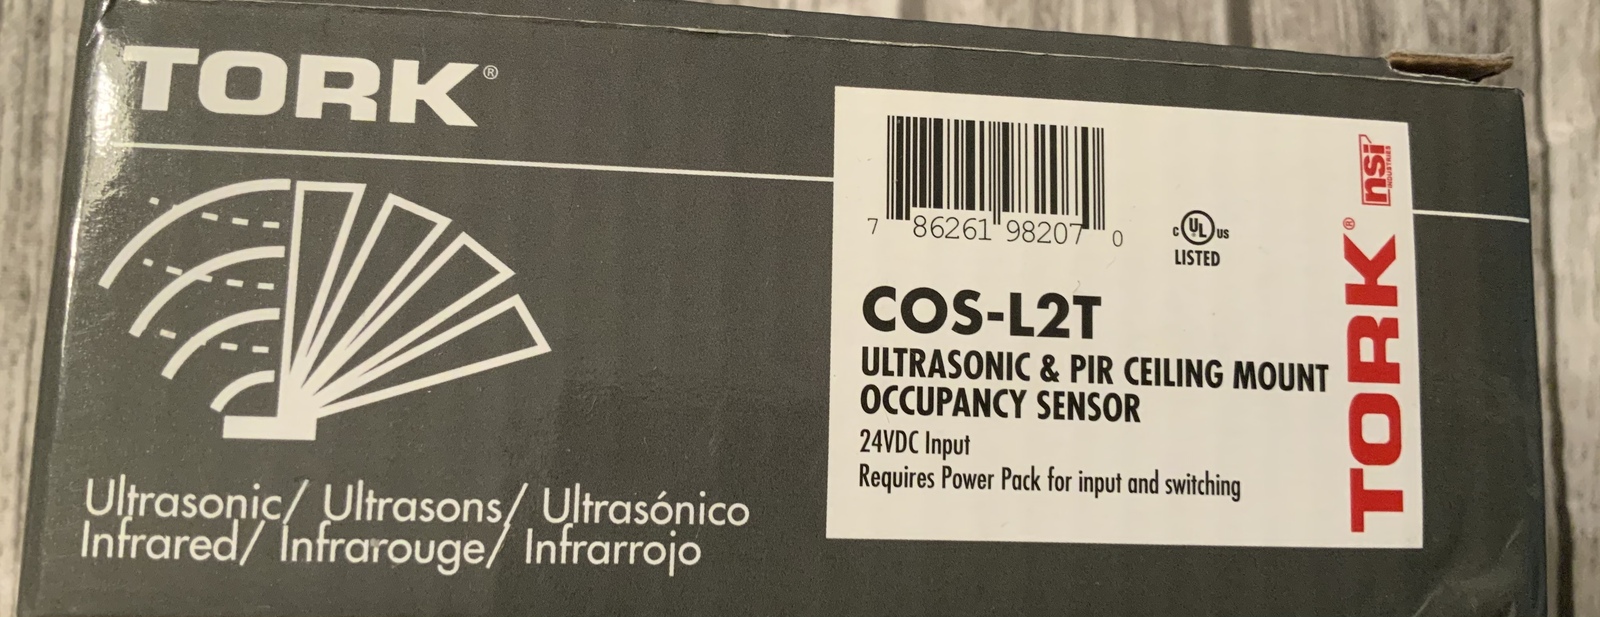 TORK®
Ultrasonic/ Ultrasons/ Ultrasónico
Infrared/ Infrarouge/ Infrarrojo
7 86261 98207 0
c UL us
LISTED
COS-L2T
ULTRASONIC & PIR CEILING MOUNT
OCCUPANCY SENSOR
24VDC Input
Requires Power Pack for input and switching
TORK®
nsi
INDUSTRIES